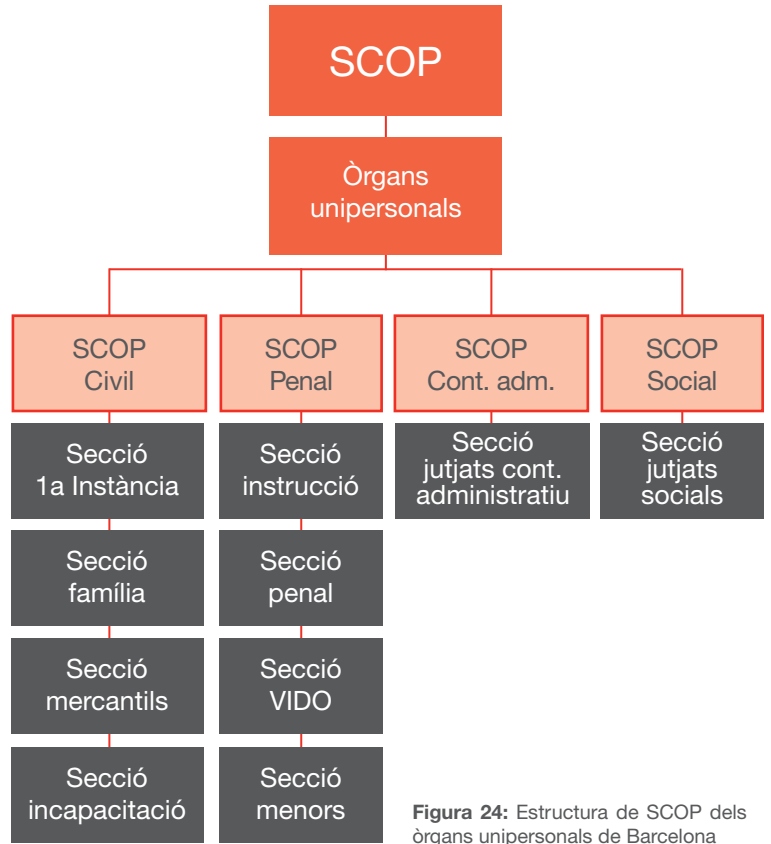 SCOP
Òrgans
unipersonals
SCOP
Civil
SCOP
Penal
SCOP
Cont. adm.
SCOP
Social
Secció
1a Instància
Secció
instrucció
Secció
jutjats cont.
administratiu
Secció
jutjats
socials
Secció
família
Secció
penal
Secció
mercantils
Secció
VIDO
Secció
incapacitació
Secció
menors
Figura 24: Estructura de SCOP dels
òrgans unipersonals de Barcelona